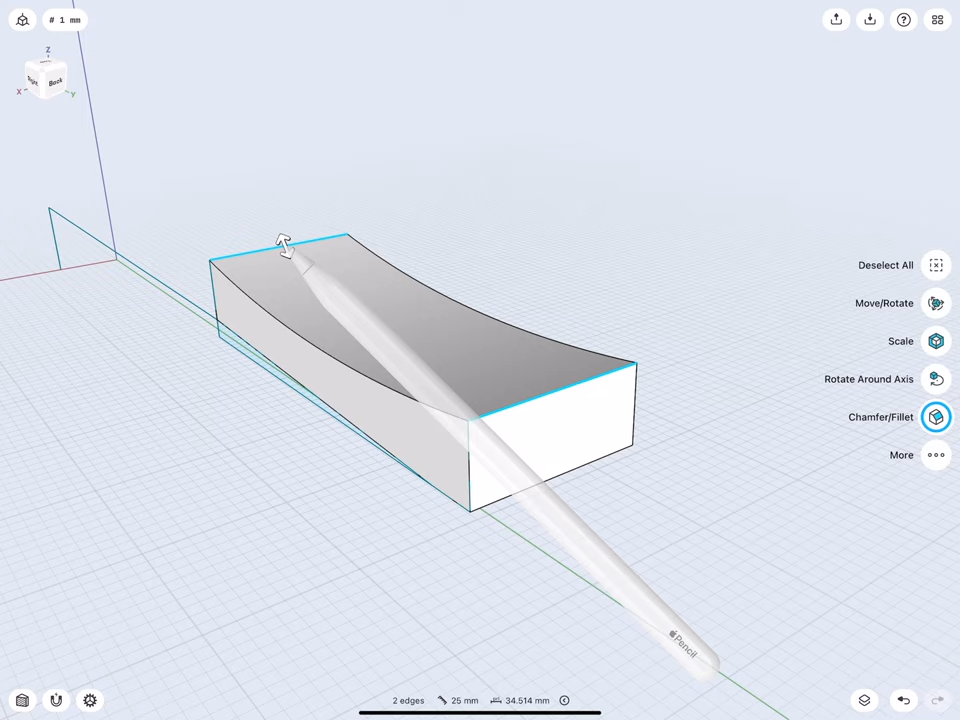 # 1 mm
Z
Right
Back
X
Y
Deselect All
Move/Rotate
Scale
Rotate Around Axis
Chamfer/Fillet
More
Pencil
2 edges 25 mm 34.514 mm